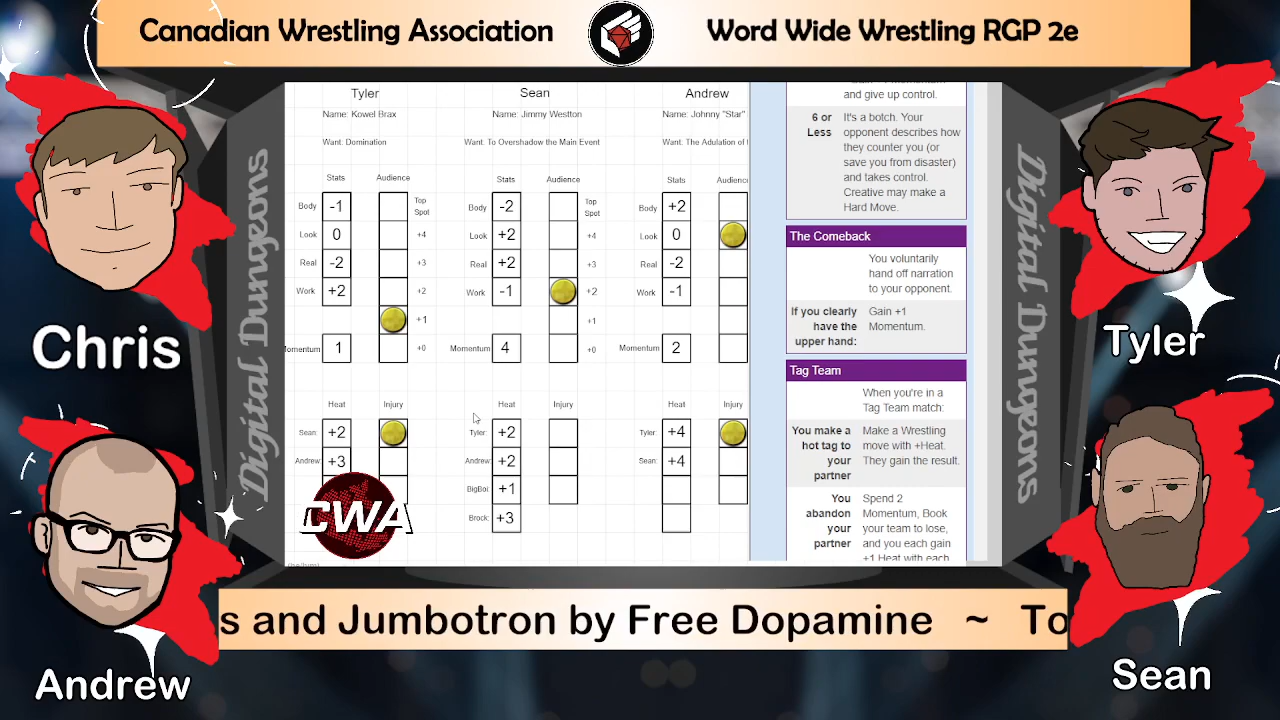 Canadian Wrestling Association
Word Wide Wrestling RGP 2e
Chris
Andrew
Tyler
Sean
Digital Dungeons
Digital Dungeons
Tyler
Name: Kowel Brax
Want: Domination
Stats Audience
Body -1 Top Spot
Look 0 +4
Real -2 +3
Work +2 +2
+1
Momentum 1 +0
Heat Injury
Sean: +2
Andrew: +3
CWA
Sean
Name: Jimmy Westton
Want: To Overshadow the Main Event
Stats Audience
Body -2 Top Spot
Look +2 +4
Real +2 +3
Work -1 +2
+1
Momentum 4 +0
Heat Injury
Tyler: +2
Andrew: +2
BigBoi: +1
Brock: +3
Andrew
Name: Johnny "Star"
Want: The Adulation of
Stats Audience
Body +2
Look 0
Real -2
Work -1
Momentum 2
Heat Injury
Tyler: +4
Sean: +4
and give up control.
6 or Less
It's a botch. Your
opponent describes how
they counter you (or
save you from disaster)
and takes control.
Creative may make a
Hard Move.
The Comeback
You voluntarily
hand off narration
to your opponent.
If you clearly
have the
upper hand:
Gain +1
Momentum.
Tag Team
When you're in a
Tag Team match:
You make a
hot tag to
your
partner
Make a Wrestling
move with +Heat.
They gain the result.
You
abandon
your
partner
Spend 2
Momentum, Book
your team to lose,
and you each gain
+1 Heat with each
s and Jumbotron by Free Dopamine ~ To